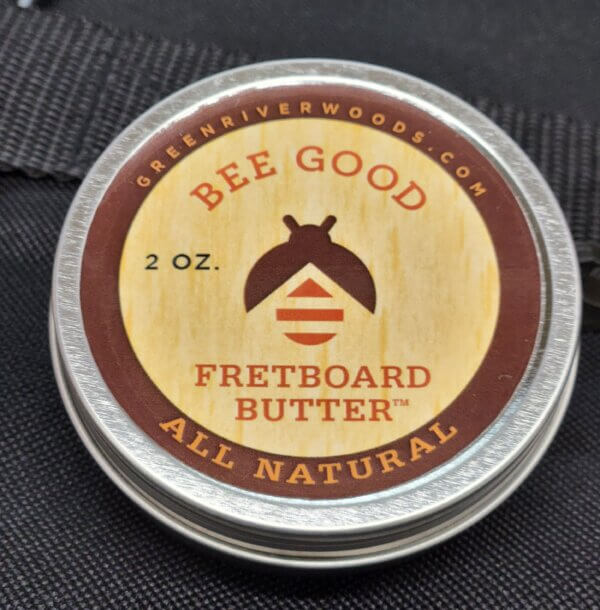 GREENRIVERWOODS.COM
BEE GOOD
2 OZ.
FRETBOARD
BUTTER™
ALL NATURAL